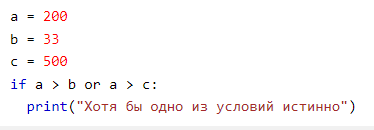 a = 200
b = 33
c = 500
if a > b or a > c:
  print("Хотя бы одно из условий истинно")